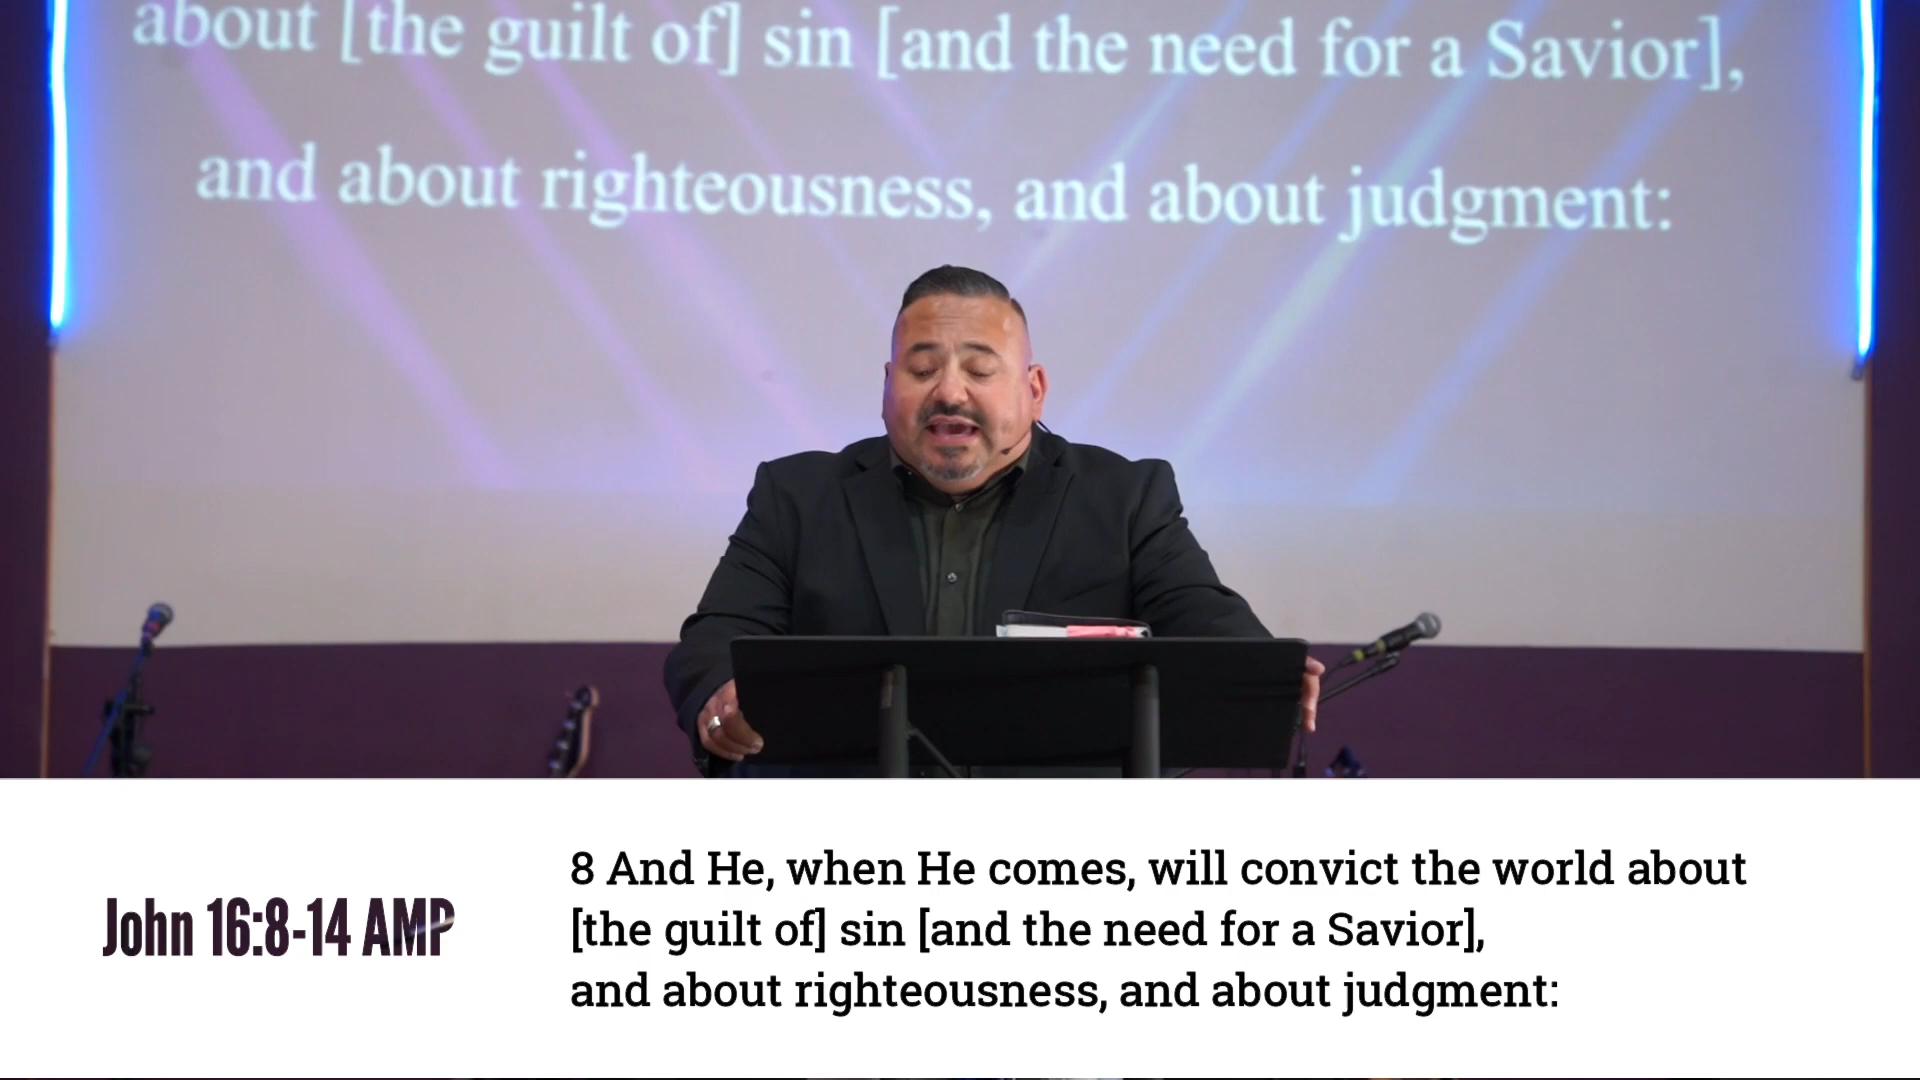 about [the guilt of] sin [and the need for a Savior],
and about righteousness, and about judgment:
John 16:8-14 AMP
8 And He, when He comes, will convict the world about
[the guilt of] sin [and the need for a Savior],
and about righteousness, and about judgment: